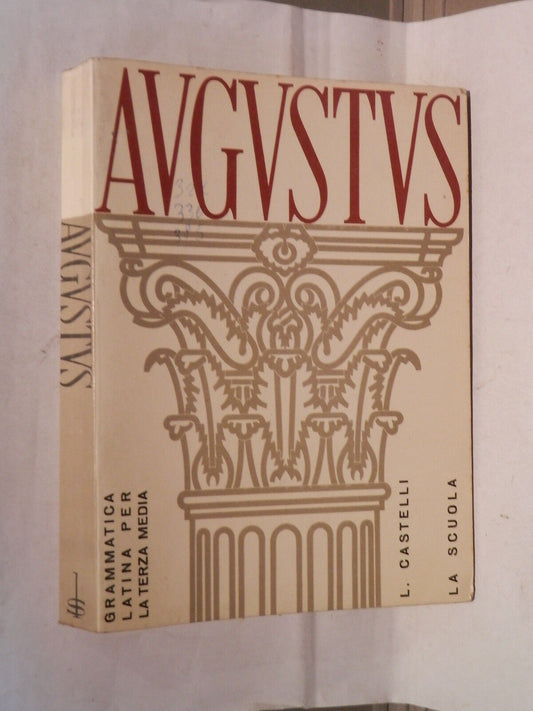 AVGVSTVS
GRAMMATICA
LATINA PER
LA TERZA MEDIA
L. CASTELLI
LA SCUOLA
AVGVSTVS